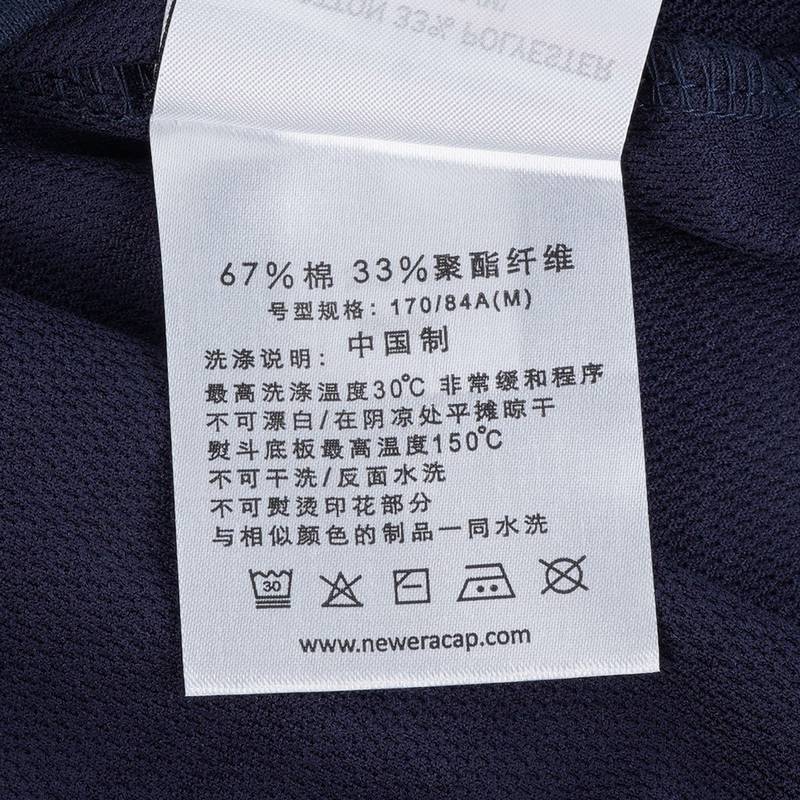 COTTON 33% POLYESTER
67%棉 33%聚酯纤维
号型规格：170/84A(M)
中国制
洗涤说明：
最高洗涤温度30℃ 非常缓和程序
不可漂白/在阴凉处平摊晾干
熨斗底板最高温度150℃
不可干洗/反面水洗
不可熨烫印花部分
与相似颜色的制品一同水洗
30
www.neweracap.com